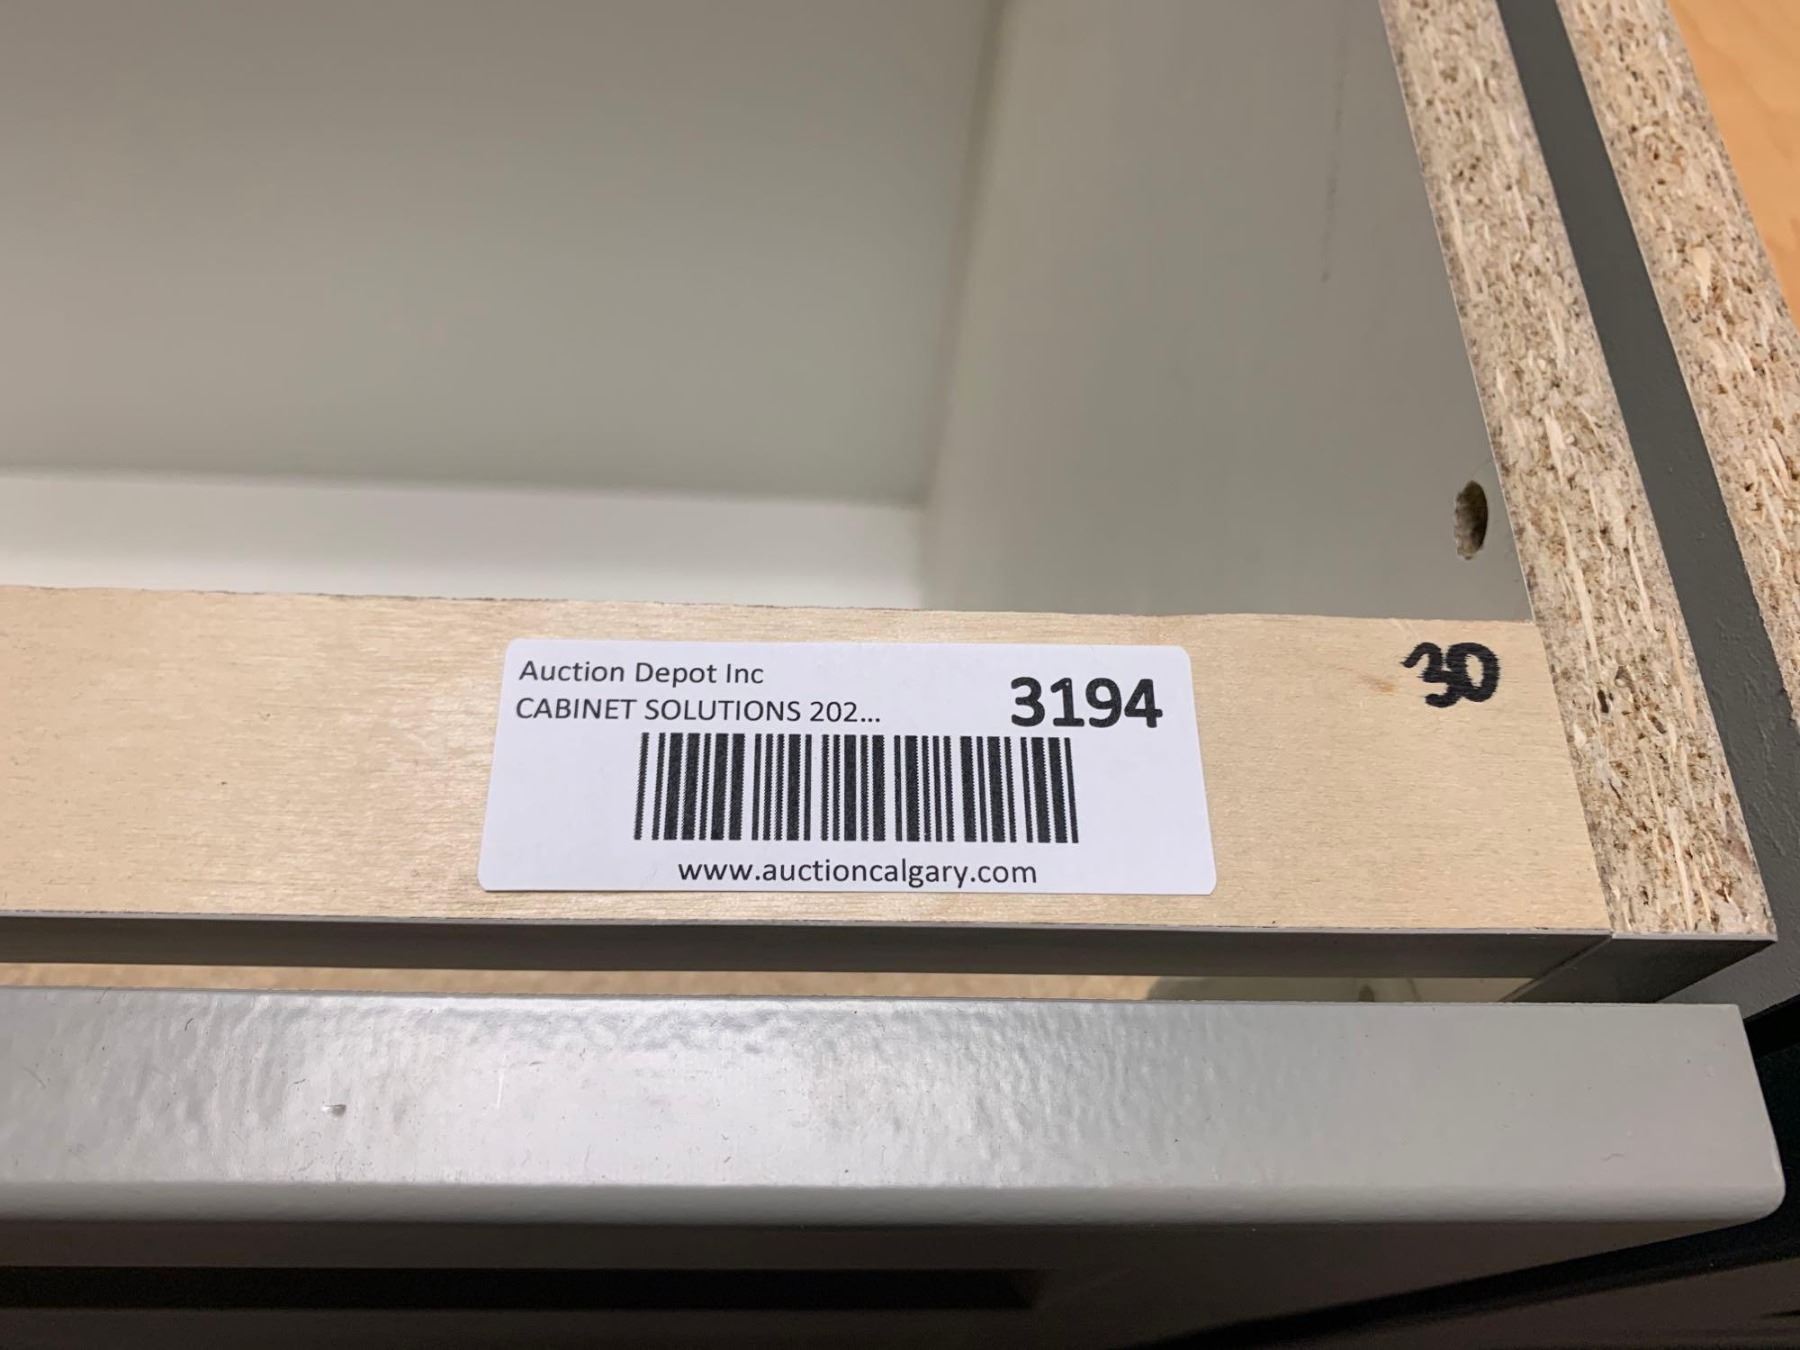 Auction Depot Inc
CABINET SOLUTIONS 202...
3194
www.auctioncalgary.com
30